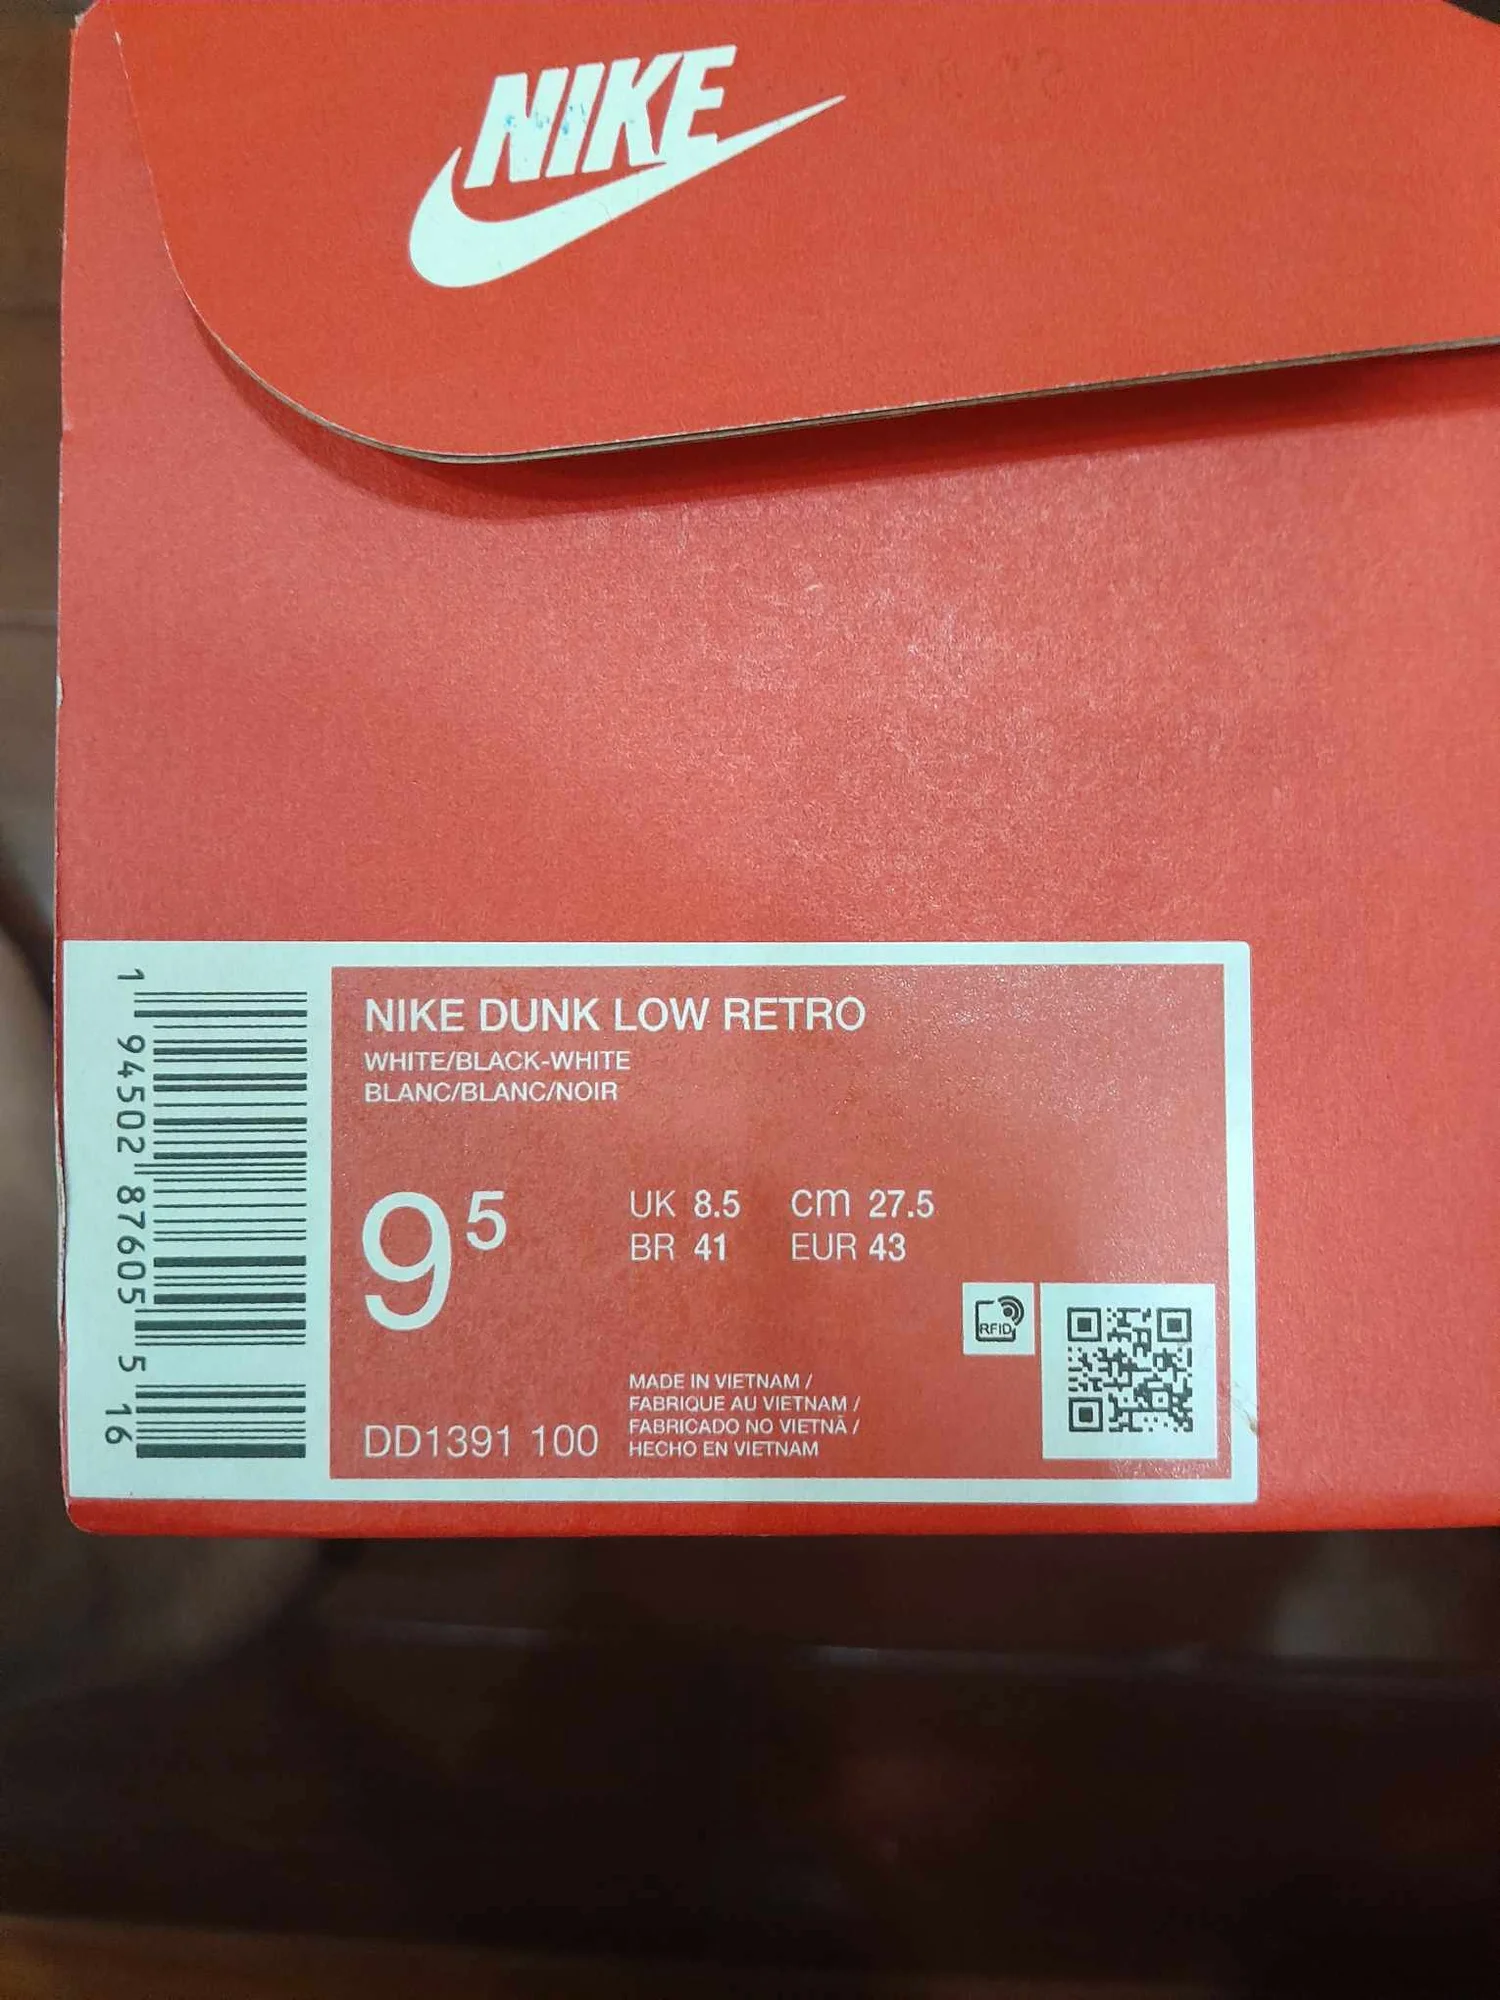 NIKE
NIKE DUNK LOW RETRO
WHITE/BLACK-WHITE
BLANC/BLANC/NOIR
9 5
UK 8.5 cm 27.5
BR 41 EUR 43
RFID
MADE IN VIETNAM /
FABRIQUE AU VIETNAM /
FABRICADO NO VIETNÃ /
HECHO EN VIETNAM
DD1391 100
1 94502 87605 5 16